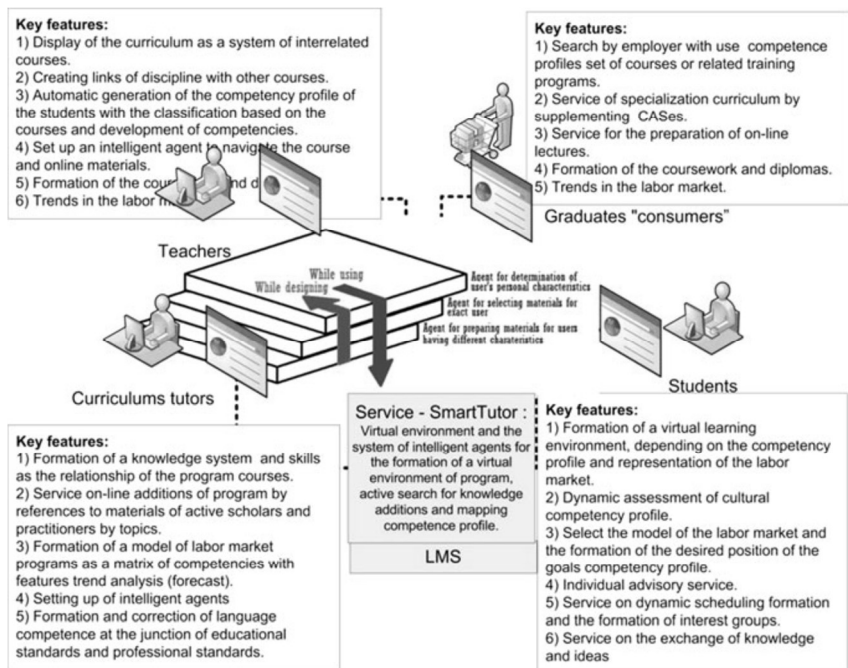 Key features:
1) Display of the curriculum as a system of interrelated
courses.
2) Creating links of discipline with other courses.
3) Automatic generation of the competency profile of
the students with the classification based on the
courses and development of competencies.
4) Set up an intelligent agent to navigate the course
and online materials.
5) Formation of the
6) Trends in the labor
Teachers
Key features:
1) Search by employer with use competence
profiles set of courses or related training
programs.
2) Service of specialization curriculum by
supplementing CASes.
3) Service for the preparation of on-line
lectures.
4) Formation of the coursework and diplomas.
5) Trends in the labor market.
Graduates "consumers"
While using
While designing
Agent for determination of
user's personal characteristics
Agent for selecting materials for
exact user
Agent for preparing materials for users
having different charateristics
Curriculums tutors
Students
Key features:
1) Formation of a knowledge system and skills
as the relationship of the program courses.
2) Service on-line additions of program by
references to materials of active scholars and
practitioners by topics.
3) Formation of a model of labor market
programs as a matrix of competencies with
features trend analysis (forecast).
4) Setting up of intelligent agents
5) Formation and correction of language
competence at the junction of educational
standards and professional standards.
Service - SmartTutor :
Virtual environment and the
system of intelligent agents for
the formation of a virtual
environment of program,
active search for knowledge
additions and mapping
competence profile.
LMS
Key features:
1) Formation of a virtual learning
environment, depending on the competency
profile and representation of the labor
market.
2) Dynamic assessment of cultural
competency profile.
3) Select the model of the labor market and
the formation of the desired position of the
goals competency profile.
4) Individual advisory service.
5) Service on dynamic scheduling formation
and the formation of interest groups.
6) Service on the exchange of knowledge
and ideas